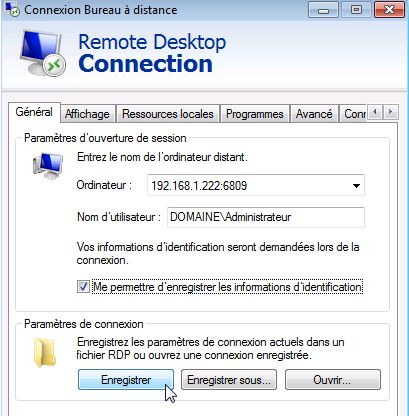 Connexion Bureau à distance
Remote Desktop
Connection
Général Affichage Ressources locales Programmes Avancé
Paramètres d'ouverture de session
Entrez le nom de l'ordinateur distant.
Ordinateur : 192.168.1.222:6809
Nom d'utilisateur : DOMAINE\Administrateur
Vos informations d'identification seront demandées lors de la
connexion.
Me permettre d'enregistrer les informations d'identification
Paramètres de connexion
Enregistrez les paramètres de connexion actuels dans un
fichier RDP ou ouvrez une connexion enregistrée.
Enregistrer Enregistrer sous... Ouvrir...